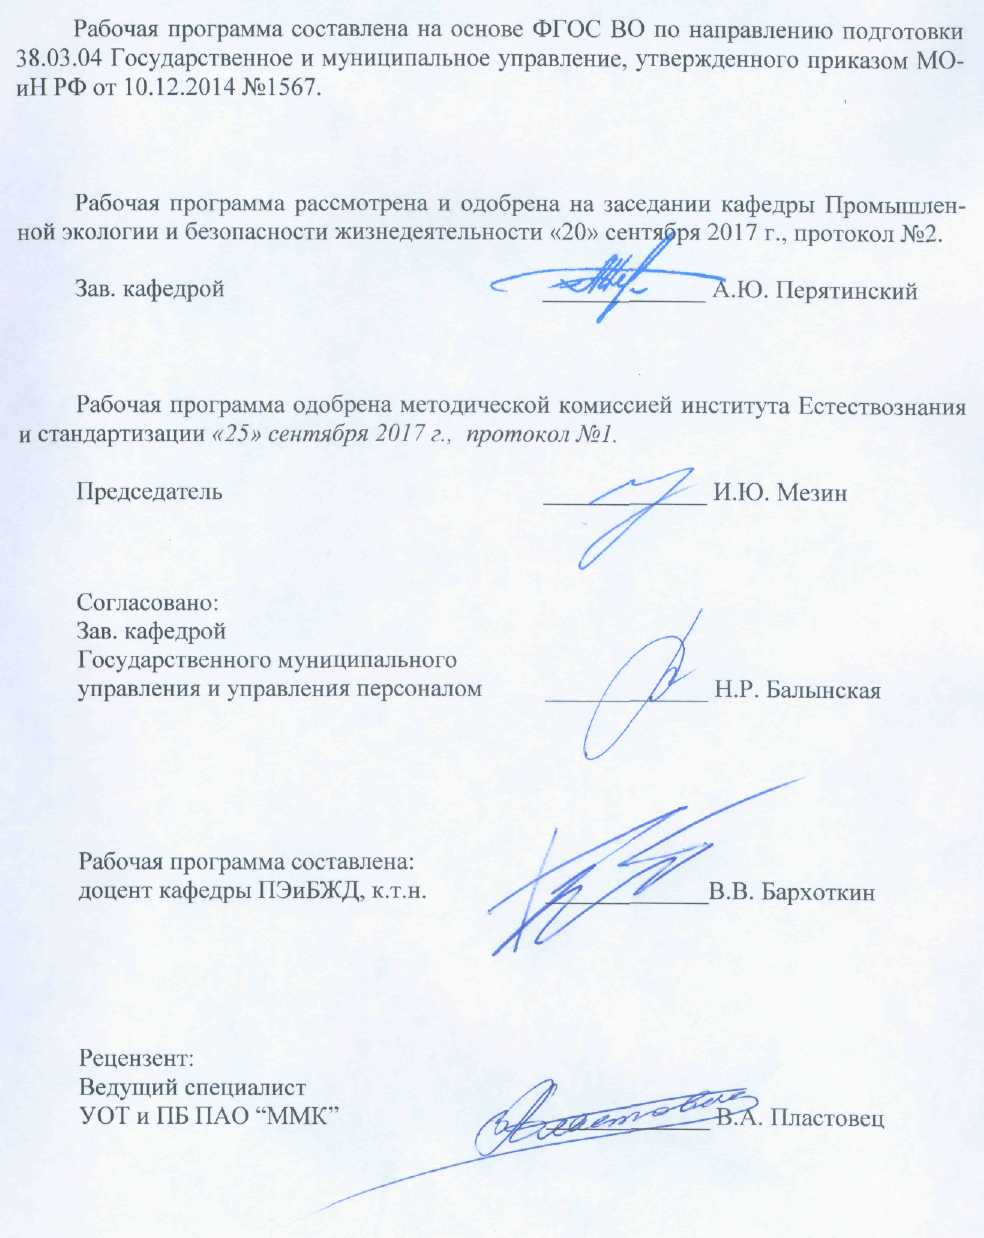 Рабочая программа составлена на основе ФГОС ВО по направлению подготовки
38.03.04 Государственное и муниципальное управление, утвержденного приказом МО-
иН РФ от 10.12.2014 №1567.
Рабочая программа рассмотрена и одобрена на заседании кафедры Промышлен-
ной экологии и безопасности жизнедеятельности «20» сентября 2017 г., протокол №2.
Зав. кафедрой А.Ю. Перятинский
Рабочая программа одобрена методической комиссией института Естествознания
и стандартизации «25» сентября 2017 г., протокол №1.
Председатель И.Ю. Мезин
Согласовано:
Зав. кафедрой
Государственного муниципального
управления и управления персоналом Н.Р. Балынская
Рабочая программа составлена:
доцент кафедры ПЭиБЖД, к.т.н. В.В. Бархоткин
Рецензент:
Ведущий специалист
УОТ и ПБ ПАО “ММК” В.А. Пластовец